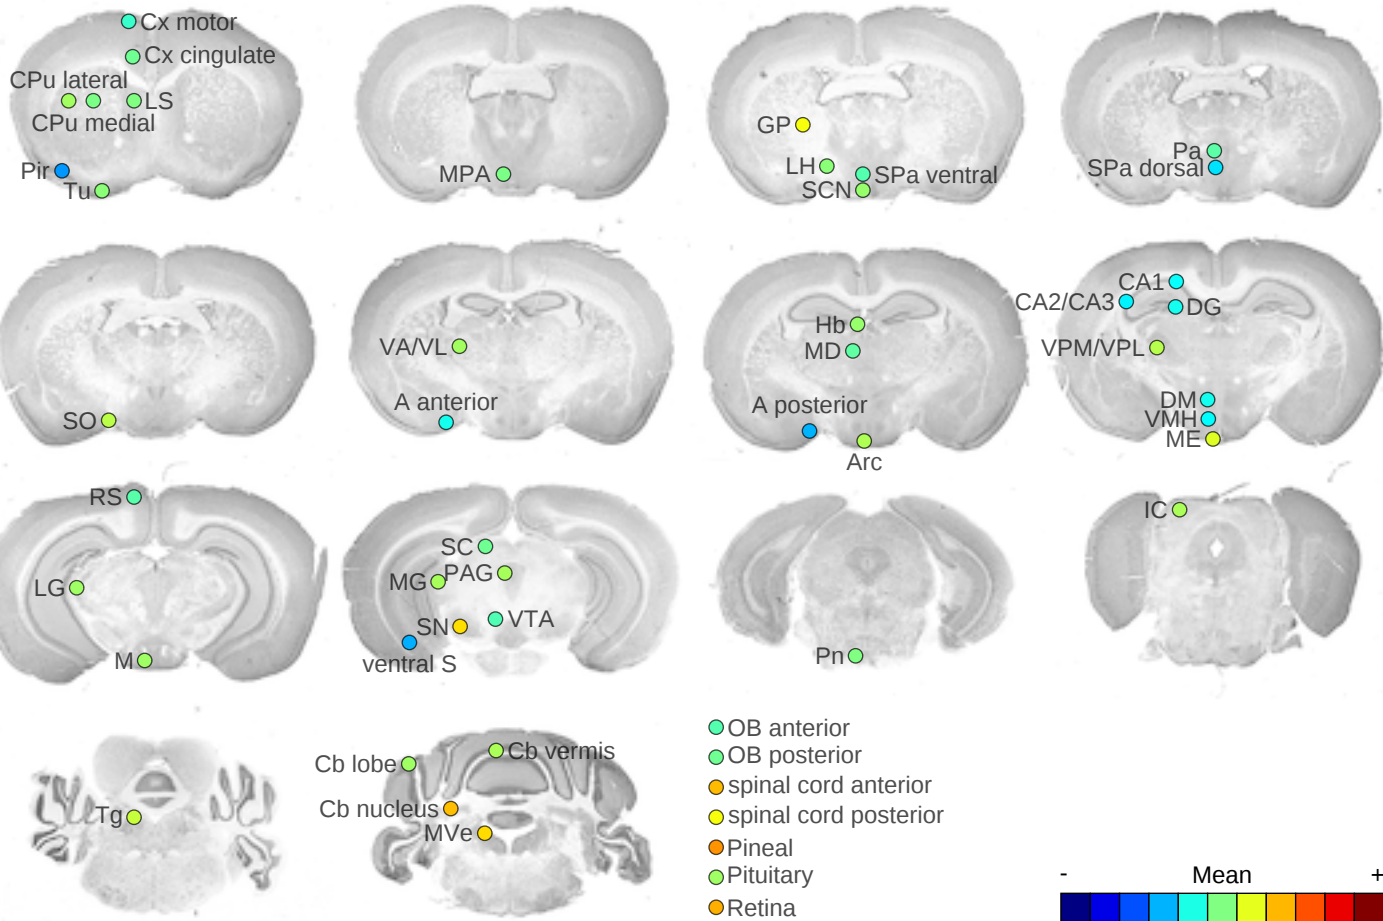 Cx motor
Cx cingulate
CPu lateral
LS
CPu medial
Pir
Tu
MPA
GP
LH
SPa ventral
SCN
Pa
SPa dorsal
SO
VA/VL
A anterior
Hb
MD
A posterior
Arc
CA1
CA2/CA3
DG
VPM/VPL
DM
VMH
ME
RS
LG
M
SC
MG
PAG
SN
VTA
ventral S
Pn
IC
Tg
Cb lobe
Cb vermis
Cb nucleus
MVe
OB anterior
OB posterior
spinal cord anterior
spinal cord posterior
Pineal
Pituitary
Retina
- Mean +